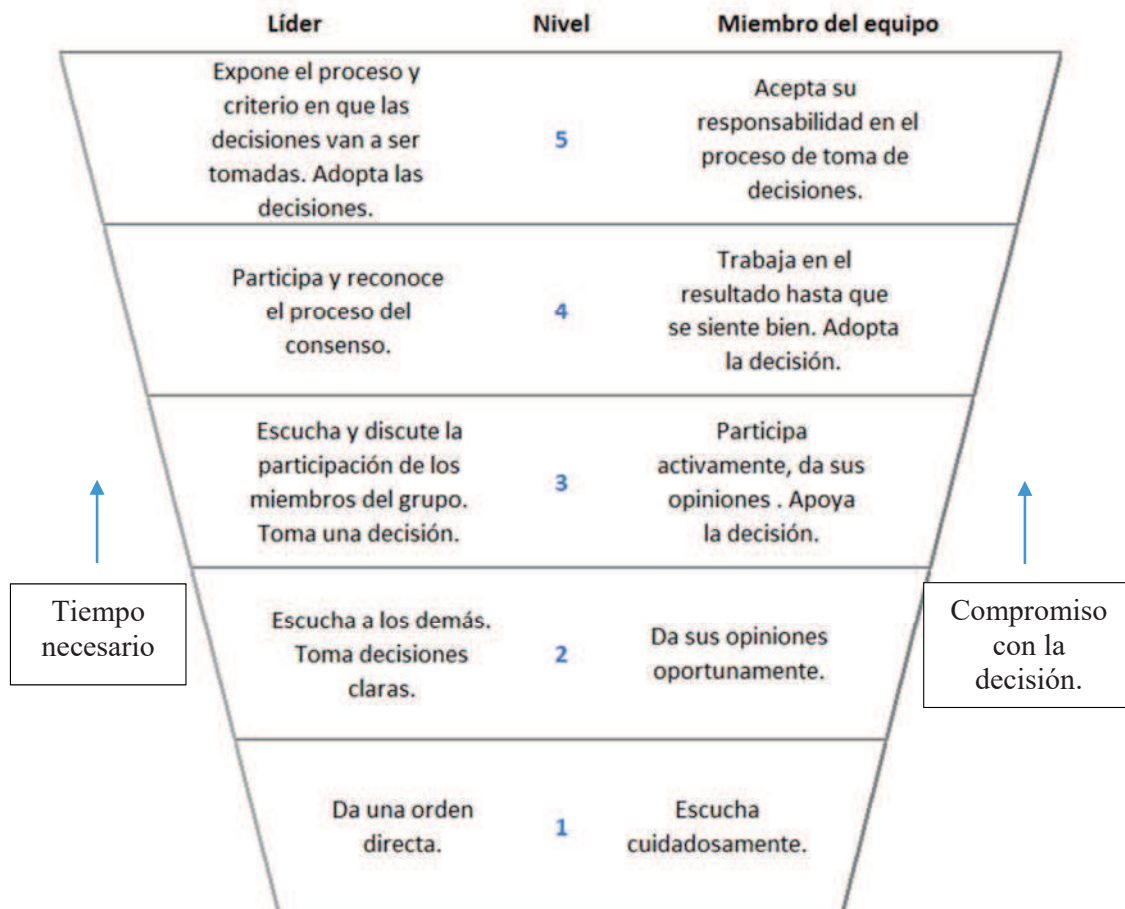 Líder Nivel Miembro del equipo
Expone el proceso y
criterio en que las
decisiones van a ser
tomadas. Adopta las
decisiones.
5
Acepta su
responsabilidad en el
proceso de toma de
decisiones.
Participa y reconoce
el proceso del
consenso.
4
Trabaja en el
resultado hasta que
se siente bien. Adopta
la decisión.
Escucha y discute la
participación de los
miembros del grupo.
Toma una decisión.
3
Participa
activamente, da sus
opiniones . Apoya
la decisión.
Escucha a los demás.
Toma decisiones
claras.
2
Da sus opiniones
oportunamente.
Da una orden
directa.
1
Escucha
cuidadosamente.
Tiempo
necesario
Compromiso
con la
decisión.